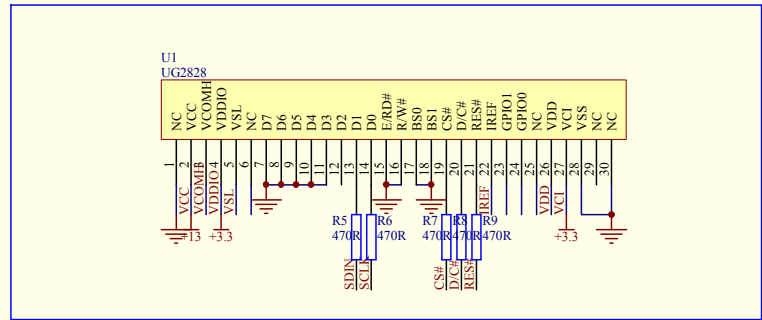 U1
UG2828
NC
VCC
VCOMH
VDDIO
VSL
NC
D7
D6
D5
D4
D3
D2
D1
D0
E/RD#
R/W#
BS0
BS1
CS#
D/C#
RES#
IREF
GPIO1
GPIO0
NC
VDD
VCI
VSS
NC
NC
1
2
3
4
5
6
7
8
9
10
11
12
13
14
15
16
17
18
19
20
21
22
23
24
25
26
27
28
29
30
VCC
VCOMH
VDDIO
VSL
IREF
VDD
VCI
+13
+3.3
+3.3
R5
470R
R6
470R
R7
470R
R8
470R
R9
470R
SDIN
SCLK
CS#
D/C#
RES#